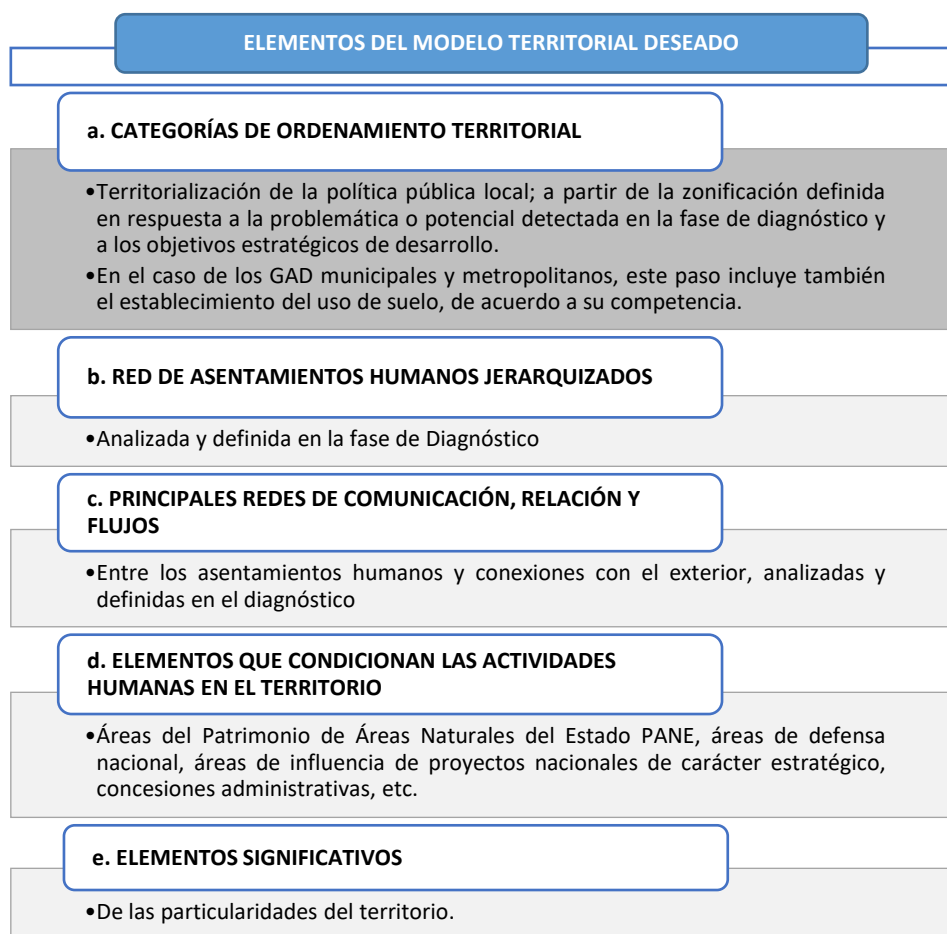 ELEMENTOS DEL MODELO TERRITORIAL DESEADO
a. CATEGORÍAS DE ORDENAMIENTO TERRITORIAL
•Territorialización de la política pública local; a partir de la zonificación definida
en respuesta a la problemática o potencial detectada en la fase de diagnóstico y
a los objetivos estratégicos de desarrollo.
•En el caso de los GAD municipales y metropolitanos, este paso incluye también
el establecimiento del uso de suelo, de acuerdo a su competencia.
b. RED DE ASENTAMIENTOS HUMANOS JERARQUIZADOS
•Analizada y definida en la fase de Diagnóstico
c. PRINCIPALES REDES DE COMUNICACIÓN, RELACIÓN Y
FLUJOS
•Entre los asentamientos humanos y conexiones con el exterior, analizadas y
definidas en el diagnóstico
d. ELEMENTOS QUE CONDICIONAN LAS ACTIVIDADES
HUMANAS EN EL TERRITORIO
•Áreas del Patrimonio de Áreas Naturales del Estado PANE, áreas de defensa
nacional, áreas de influencia de proyectos nacionales de carácter estratégico,
concesiones administrativas, etc.
e. ELEMENTOS SIGNIFICATIVOS
•De las particularidades del territorio.